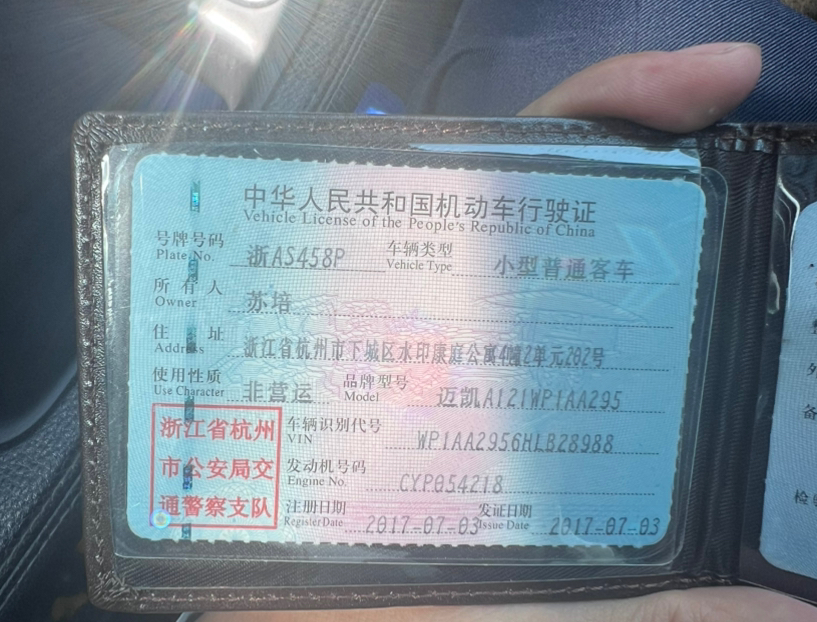 中华人民共和国机动车行驶证
Vehicle License of the People's Republic of China
号牌号码 浙AS458P 车辆类型 小型普通客车
Plate No. Vehicle Type
所有人 苏培
Owner
住址 浙江省杭州市下城区水印康庭公寓4幢2单元202号
Address
使用性质 非营运 品牌型号 迈凯A121WP1AA295
Use Character Model
浙江省杭州
市公安局交
通警察支队
车辆识别代号 WP1AA2956HLB28988
VIN
发动机号码 CYP054218
Engine No.
注册日期 2017-07-03 发证日期 2017-07-03
Register Date Issue Date